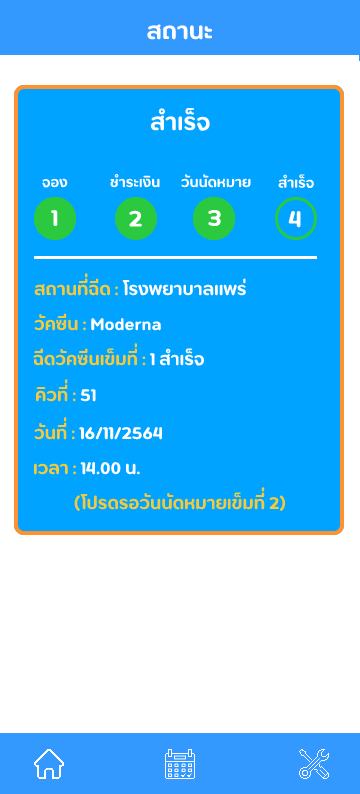 สถานะ
สำเร็จ
จอง ชำระเงิน วันนัดหมาย สำเร็จ
1 2 3 4
สถานที่ฉีด : โรงพยาบาลแพร่
วัคซีน : Moderna
ฉีดวัคซีนเข็มที่ : 1 สำเร็จ
คิวที่ : 51
วันที่ : 16/11/2564
เวลา : 14.00 น.
(โปรดรอวันนัดหมายเข็มที่ 2)